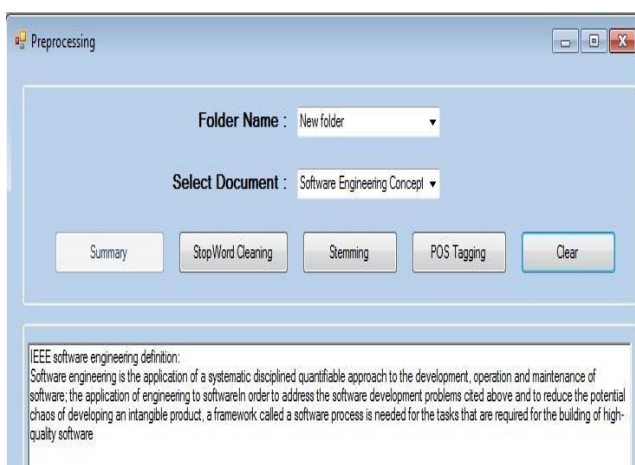 Preprocessing
Folder Name : New folder
Select Document : Software Engineering Concept
Summary StopWord Cleaning Stemming POS Tagging Clear
IEEE software engineering definition:
Software engineering is the application of a systematic disciplined quantifiable approach to the development, operation and maintenance of
software; the application of engineering to softwareIn order to address the software development problems cited above and to reduce the potential
chaos of developing an intangible product, a framework called a software process is needed for the tasks that are required for the building of high-
quality software